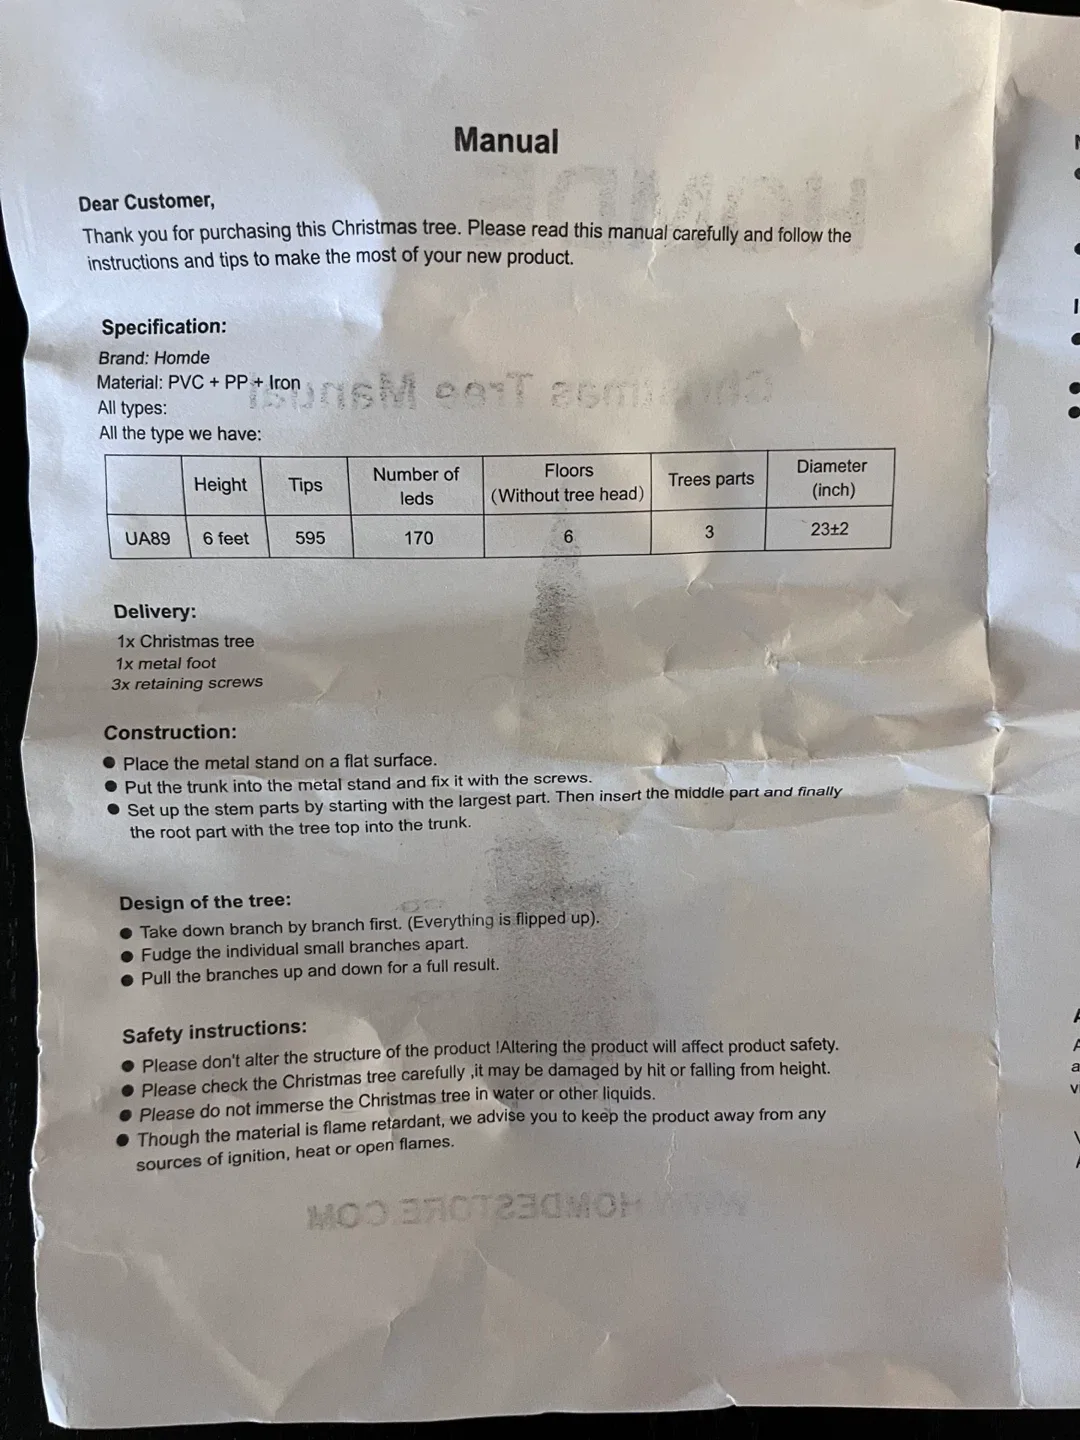 Manual
Dear Customer,
Thank you for purchasing this Christmas tree. Please read this manual carefully and follow the
instructions and tips to make the most of your new product.
Specification:
Brand: Homde
Material: PVC + PP + Iron
All types:
All the type we have:
Height Tips Number of leds Floors (Without tree head) Trees parts Diameter (inch)
UA89 6 feet 595 170 6 3 23±2
Delivery:
1x Christmas tree
1x metal foot
3x retaining screws
Construction:
● Place the metal stand on a flat surface.
● Put the trunk into the metal stand and fix it with the screws.
● Set up the stem parts by starting with the largest part. Then insert the middle part and finally
the root part with the tree top into the trunk.
Design of the tree:
● Take down branch by branch first. (Everything is flipped up).
● Fudge the individual small branches apart.
● Pull the branches up and down for a full result.
Safety instructions:
● Please don't alter the structure of the product !Altering the product will affect product safety.
● Please check the Christmas tree carefully ,it may be damaged by hit or falling from height.
● Please do not immerse the Christmas tree in water or other liquids.
● Though the material is flame retardant, we advise you to keep the product away from any
sources of ignition, heat or open flames.
HOMDE
Christmas Tree Manual
WWW.HOMDESTORE.COM